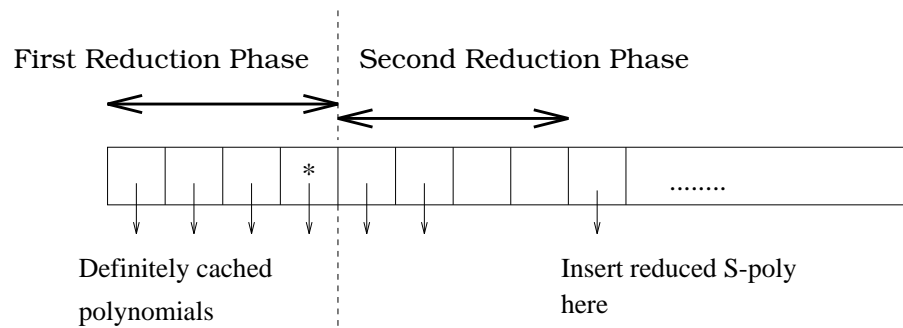 First Reduction Phase
Second Reduction Phase
*
........
Definitely cached
polynomials
Insert reduced S-poly
here